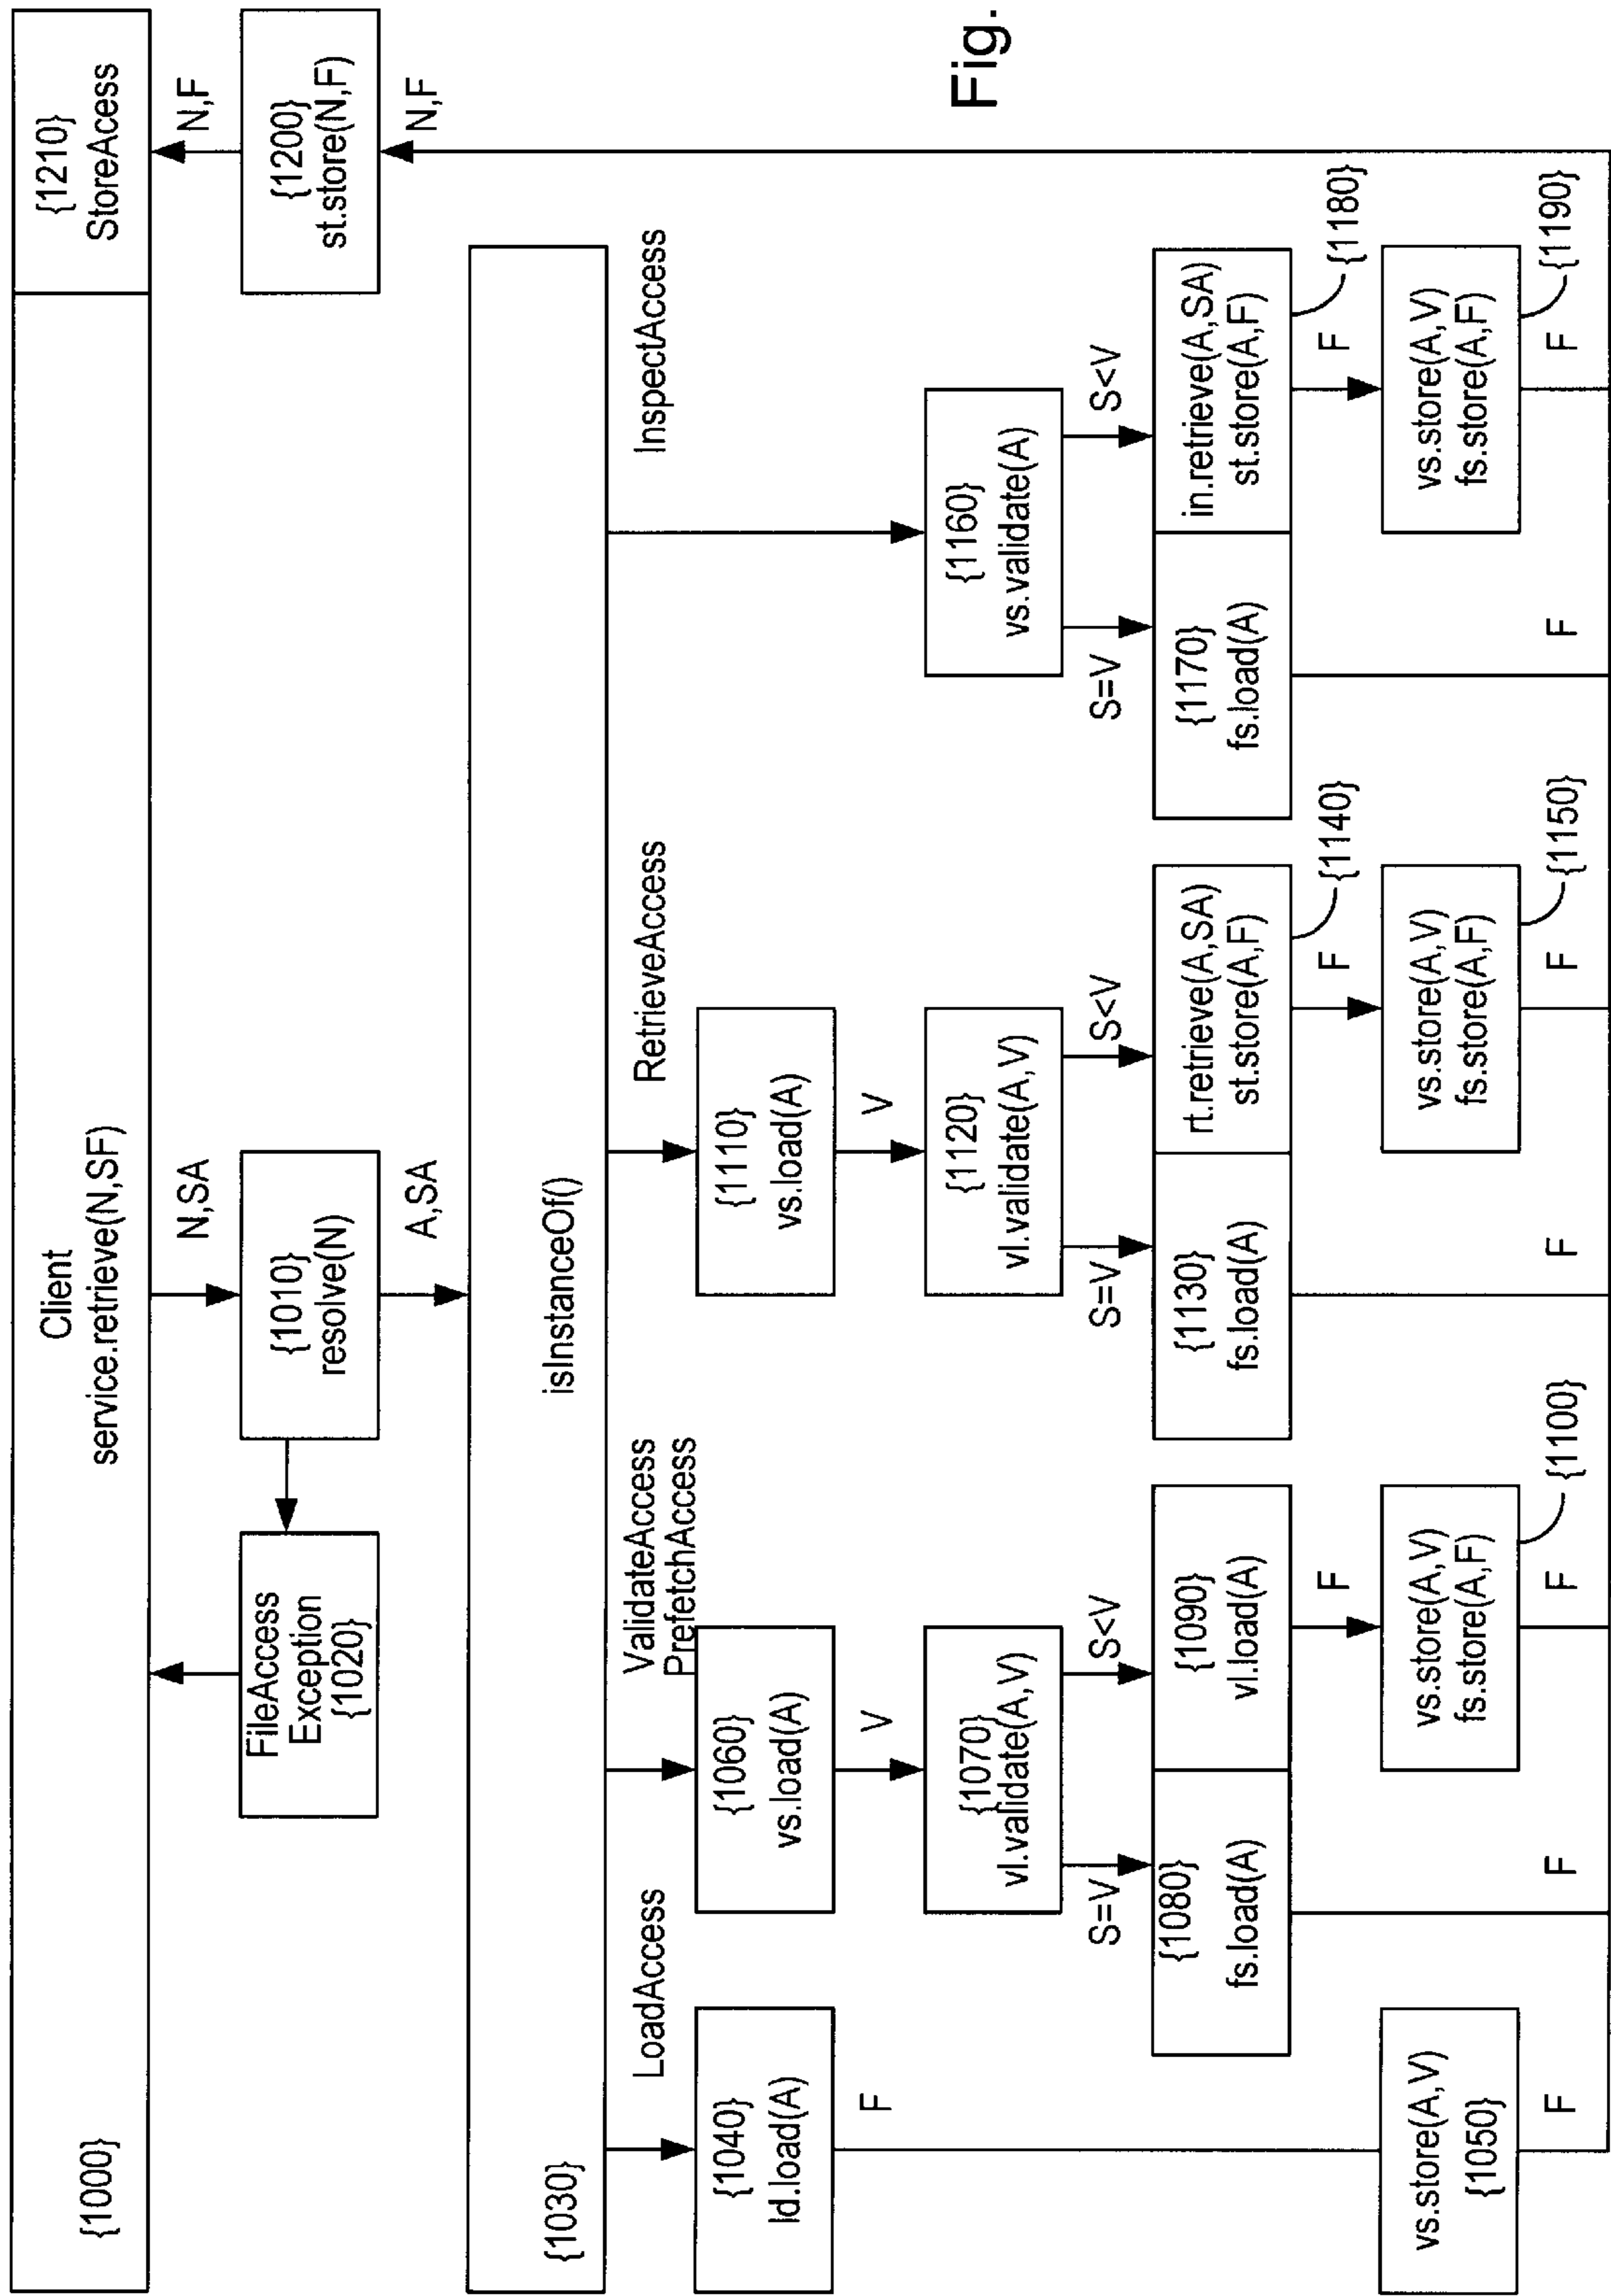 Client
service.retrieve(N,SF)
{1000}
{1210}
StoreAcess
N,SA
N,F
FileAccess
Exception
{1020}
{1010}
resolve(N)
{1200}
st.store(N,F)
A,SA
N,F
isInstanceOf()
{1030}
LoadAccess
ValidateAccess
PrefetchAccess
RetrieveAccess
InspectAccess
{1040}
ld.load(A)
{1060}
vs.load(A)
{1110}
vs.load(A)
F
V
V
{1070}
vl.validate(A,V)
{1120}
vl.validate(A,V)
{1160}
vs.validate(A)
S=V
S<V
S=V
S<V
S=V
S<V
{1080}
fs.load(A)
{1090}
vl.load(A)
{1130}
fs.load(A)
rt.retrieve(A,SA)
st.store(A,F)
{1170}
fs.load(A)
in.retrieve(A,SA)
st.store(A,F)
F
F
{1140}
F
{1180}
vs.store(A,V)
{1050}
vs.store(A,V)
fs.store(A,F)
vs.store(A,V)
fs.store(A,F)
vs.store(A,V)
fs.store(A,F)
F
F
F
{1100}
F
F
{1150}
F
F
{1190}
Fig.